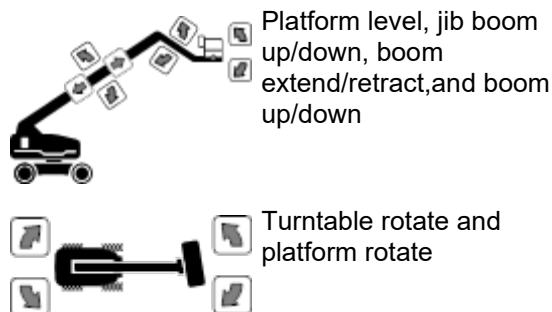 Platform level, jib boom
up/down, boom
extend/retract,and boom
up/down
Turntable rotate and
platform rotate